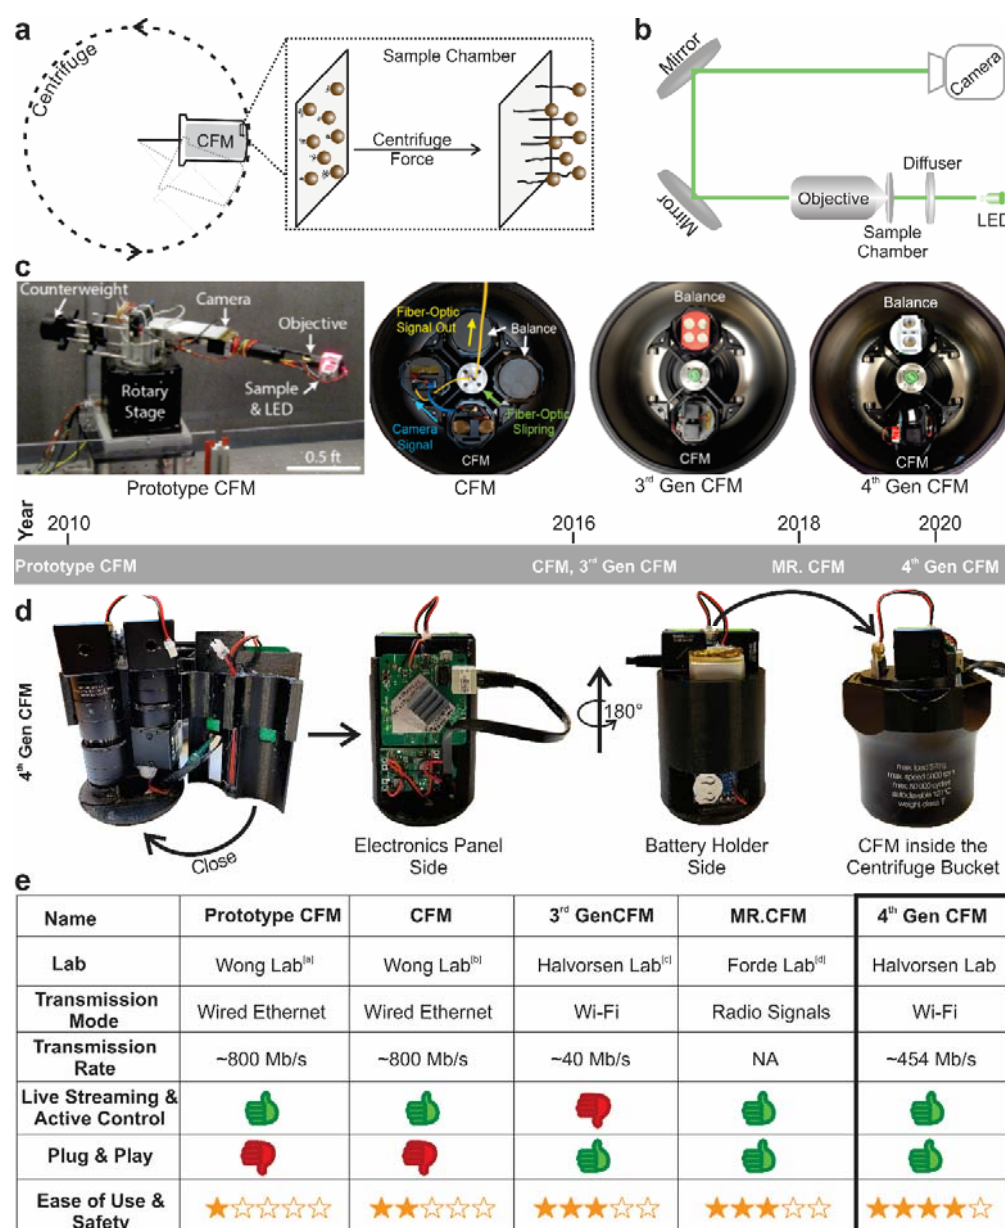 a
Centrifuge
CFM
Sample Chamber
Centrifuge
Force
b
Mirror
Camera
Mirror
Objective
Diffuser
Sample
Chamber
LED
c
Counterweight
Camera
Objective
Rotary
Stage
Sample
& LED
0.5 ft
Prototype CFM
Fiber-Optic
Signal Out
Balance
Camera
Signal
Fiber-Optic
Slipring
CFM
CFM
Balance
CFM
3rd Gen CFM
Balance
CFM
4th Gen CFM
Year
2010
2016
2018
2020
Prototype CFM
CFM, 3rd Gen CFM
MR. CFM
4th Gen CFM
d
4th Gen CFM
Close
Electronics Panel
Side
180°
Battery Holder
Side
max. speed 5000 rpm
CFM inside the
Centrifuge Bucket
e
Name Prototype CFM CFM 3rd GenCFM MR.CFM 4th Gen CFM
Lab Wong Lab[a] Wong Lab[b] Halvorsen Lab[c] Forde Lab[d] Halvorsen Lab
Transmission
Mode Wired Ethernet Wired Ethernet Wi-Fi Radio Signals Wi-Fi
Transmission
Rate ~800 Mb/s ~800 Mb/s ~40 Mb/s NA ~454 Mb/s
Live Streaming &
Active Control
Plug & Play
Ease of Use &
Safety